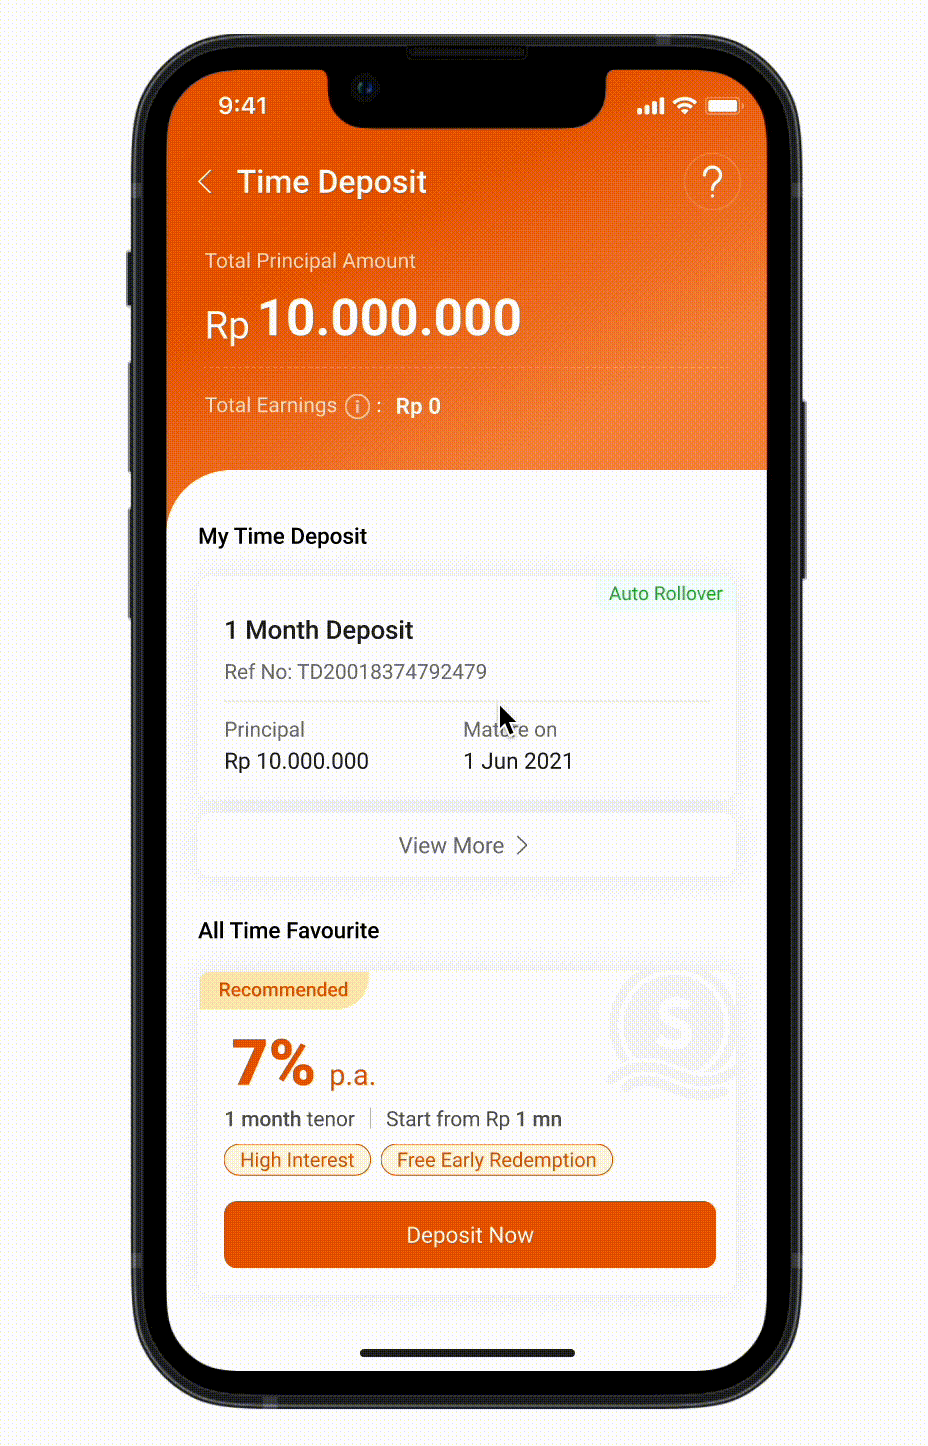 9:41
Time Deposit
?
Total Principal Amount
Rp 10.000.000
Total Earnings i : Rp 0
My Time Deposit
Auto Rollover
1 Month Deposit
Ref No: TD20018374792479
Principal Mature on
Rp 10.000.000 1 Jun 2021
View More >
All Time Favourite
Recommended
S
7% p.a.
1 month tenor | Start from Rp 1 mn
High Interest Free Early Redemption
Deposit Now